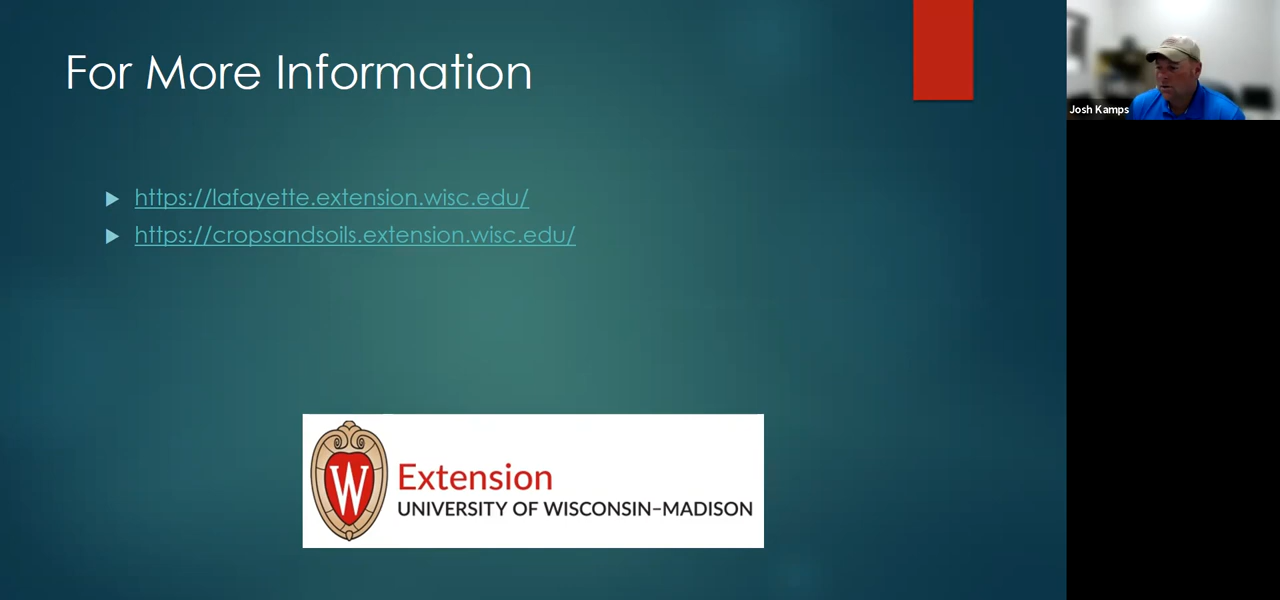 For More Information
https://lafayette.extension.wisc.edu/
https://cropsandsoils.extension.wisc.edu/
W
Extension
UNIVERSITY OF WISCONSIN–MADISON
Josh Kamps